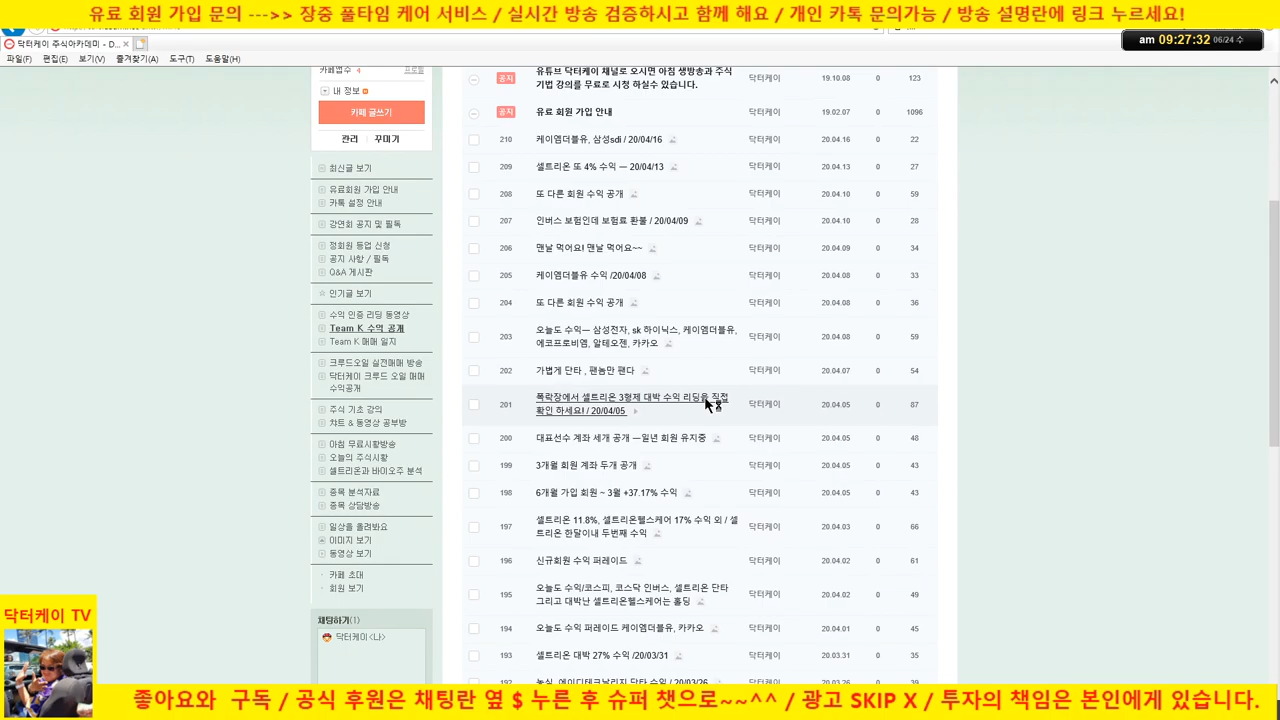 유료 회원 가입 문의 --->> 장중 풀타임 케어 서비스 / 실시간 방송 검증하시고 함께 해요 / 개인 카톡 문의가능 / 방송 설명란에 링크 누르세요!
am 09:27:32 06/24 수
닥터케이 주식아카데미 - D...
파일(F) 편집(E) 보기(V) 즐겨찾기(A) 도구(T) 도움말(H)
카페앱수 4 프로필
내 정보
카페 글쓰기
관리 꾸미기
최신글 보기
유료회원 가입 안내
카톡 설정 안내
강연회 공지 및 필독
정회원 등업 신청
공지 사항 / 필독
Q&A 게시판
인기글 보기
수익 인증 리딩 동영상
Team K 수익 공개
Team K 매매 일지
크루드오일 실전매매 방송
닥터케이 크루드 오일 매매
수익공개
주식 기초 강의
챠트 & 동영상 공부방
아침 무료시황방송
오늘의 주식시황
셀트리온과 바이오주 분석
종목 분석자료
종목 상담방송
일상을 올려봐요
이미지 보기
동영상 보기
카페 초대
회원 보기
채팅하기(1)
닥터케이<나>
공지 유튜브 닥터케이 채널로 오시면 아침 생방송과 주식 닥터케이 19.10.08 0 123
기법 강의를 무료로 시청 하실수 있습니다.
공지 유료 회원 가입 안내 닥터케이 19.02.07 0 1096
210 케이엠더블유, 삼성sdi / 20/04/16 닥터케이 20.04.16 0 22
209 셀트리온 또 4% 수익 ㅡ 20/04/13 닥터케이 20.04.13 0 27
208 또 다른 회원 수익 공개 닥터케이 20.04.10 0 59
207 인버스 보험인데 보험료 환불 / 20/04/09 닥터케이 20.04.10 0 28
206 맨날 먹어요! 맨날 먹어요~~ 닥터케이 20.04.09 0 34
205 케이엠더블유 수익 /20/04/08 닥터케이 20.04.08 0 33
204 또 다른 회원 수익 공개 닥터케이 20.04.08 0 36
203 오늘도 수익ㅡ 삼성전자, sk 하이닉스, 케이엠더블유, 닥터케이 20.04.08 0 59
에코프로비엠, 알테오젠, 카카오
202 가볍게 단타 , 팬놈만 팬다 닥터케이 20.04.07 0 54
201 폭락장에서 셀트리온 3형제 대박 수익 리딩을 직접 닥터케이 20.04.05 0 87
확인 하세요! / 20/04/05
200 대표선수 계좌 세개 공개 ㅡ일년 회원 유지중 닥터케이 20.04.05 0 48
199 3개월 회원 계좌 두개 공개 닥터케이 20.04.05 0 43
198 6개월 가입 회원 ~ 3월 +37.17% 수익 닥터케이 20.04.05 0 43
197 셀트리온 11.8%, 셀트리온헬스케어 17% 수익 외 / 셀 닥터케이 20.04.03 0 66
트리온 한달이내 두번째 수익
196 신규회원 수익 퍼레이드 닥터케이 20.04.02 0 61
195 오늘도 수익/코스피, 코스닥 인버스, 셀트리온 단타 닥터케이 20.04.02 0 49
그리고 대박난 셀트리온헬스케어는 홀딩
194 오늘도 수익 퍼레이드 케이엠더블유, 카카오 닥터케이 20.04.01 0 45
193 셀트리온 대박 27% 수익 /20/03/31 닥터케이 20.03.31 0 35
192 농심, 에이디테크놀러지 단타 수익 / 20/03/26 닥터케이 20.03.26 0 39
닥터케이 TV
좋아요와 구독 / 공식 후원은 채팅란 옆 $ 누른 후 슈퍼 챗으로~~^^ / 광고 SKIP X / 투자의 책임은 본인에게 있습니다.